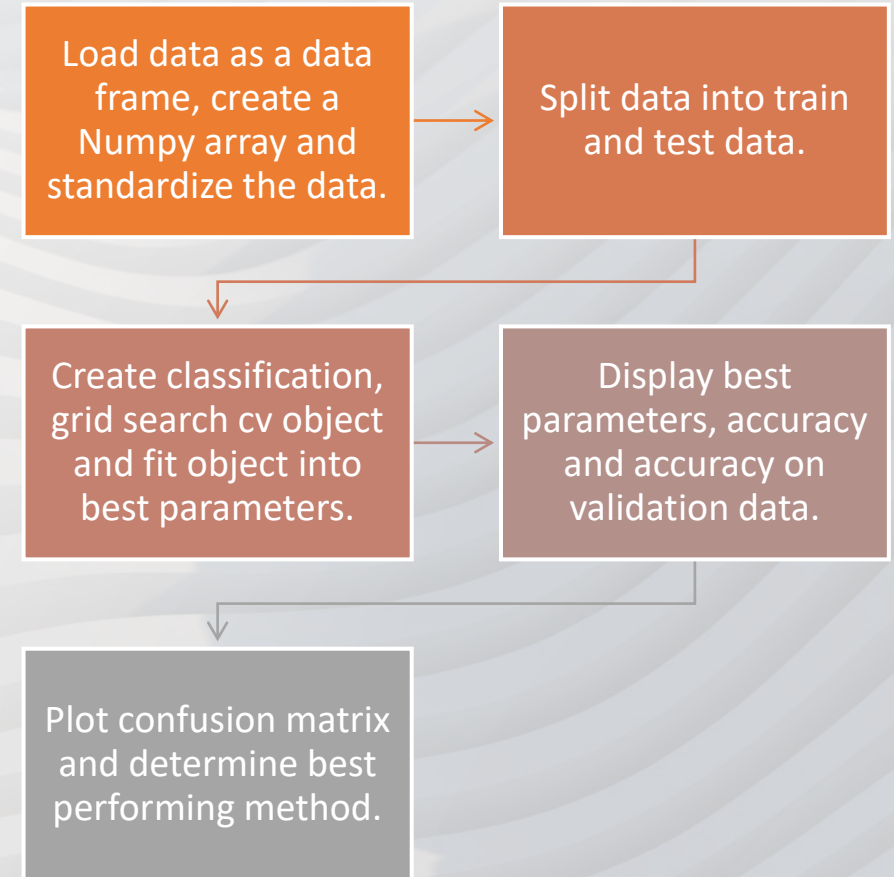 Load data as a data
frame, create a
Numpy array and
standardize the data.
Split data into train
and test data.
Create classification,
grid search cv object
and fit object into
best parameters.
Display best
parameters, accuracy
and accuracy on
validation data.
Plot confusion matrix
and determine best
performing method.